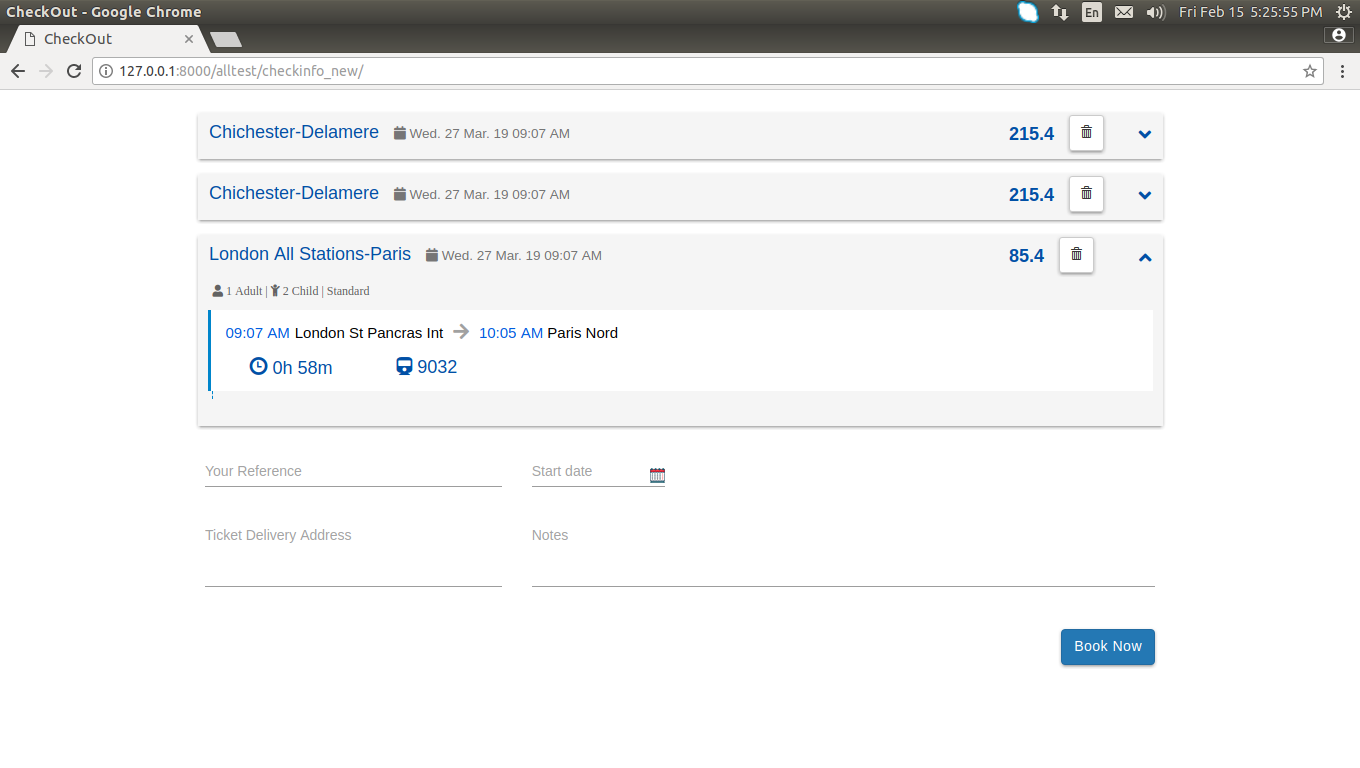 CheckOut - Google Chrome En Fri Feb 15 5:25:55 PM
CheckOut
127.0.0.1:8000/alltest/checkinfo_new/
Chichester-Delamere Wed. 27 Mar. 19 09:07 AM 215.4
Chichester-Delamere Wed. 27 Mar. 19 09:07 AM 215.4
London All Stations-Paris Wed. 27 Mar. 19 09:07 AM 85.4
1 Adult | 2 Child | Standard
09:07 AM London St Pancras Int 10:05 AM Paris Nord
0h 58m 9032
Your Reference Start date
Ticket Delivery Address Notes
Book Now